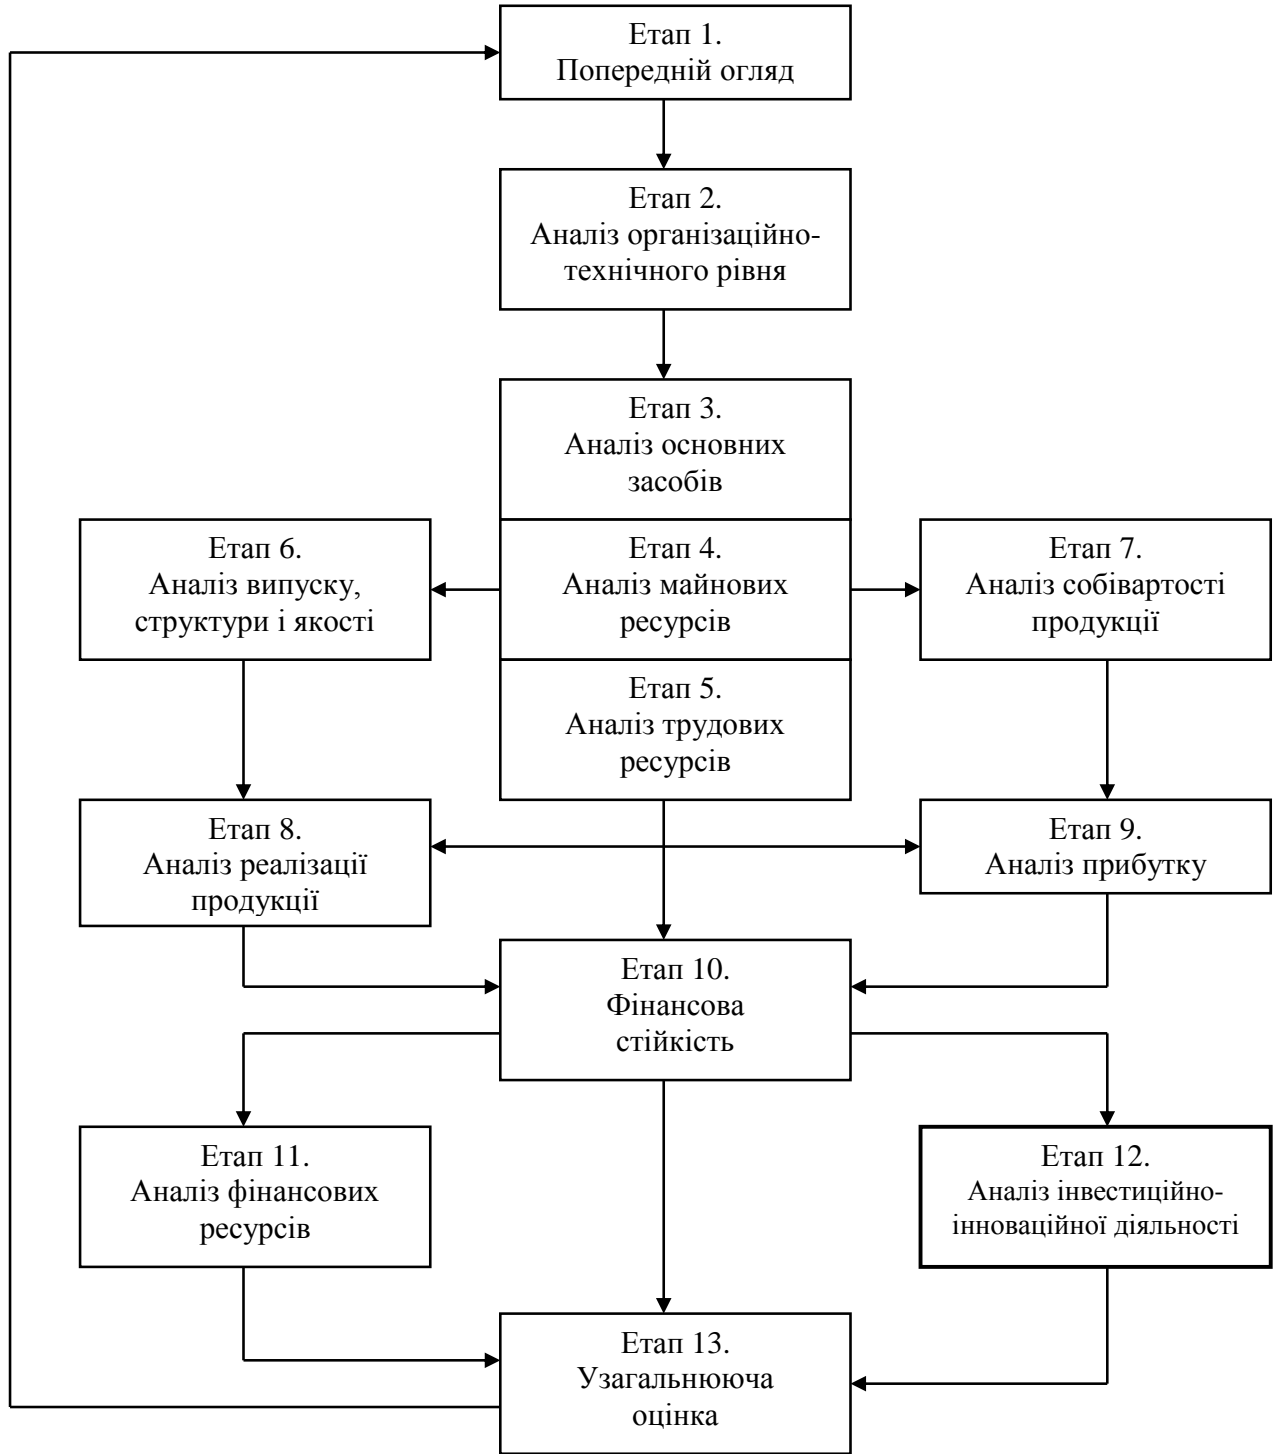 Етап 1.
Попередній огляд
Етап 2.
Аналіз організаційно-
технічного рівня
Етап 3.
Аналіз основних
засобів
Етап 6.
Аналіз випуску,
структури і якості
Етап 4.
Аналіз майнових
ресурсів
Етап 7.
Аналіз собівартості
продукції
Етап 5.
Аналіз трудових
ресурсів
Етап 8.
Аналіз реалізації
продукції
Етап 9.
Аналіз прибутку
Етап 10.
Фінансова
стійкість
Етап 11.
Аналіз фінансових
ресурсів
Етап 12.
Аналіз інвестиційно-
інноваційної діяльності
Етап 13.
Узагальнююча
оцінка